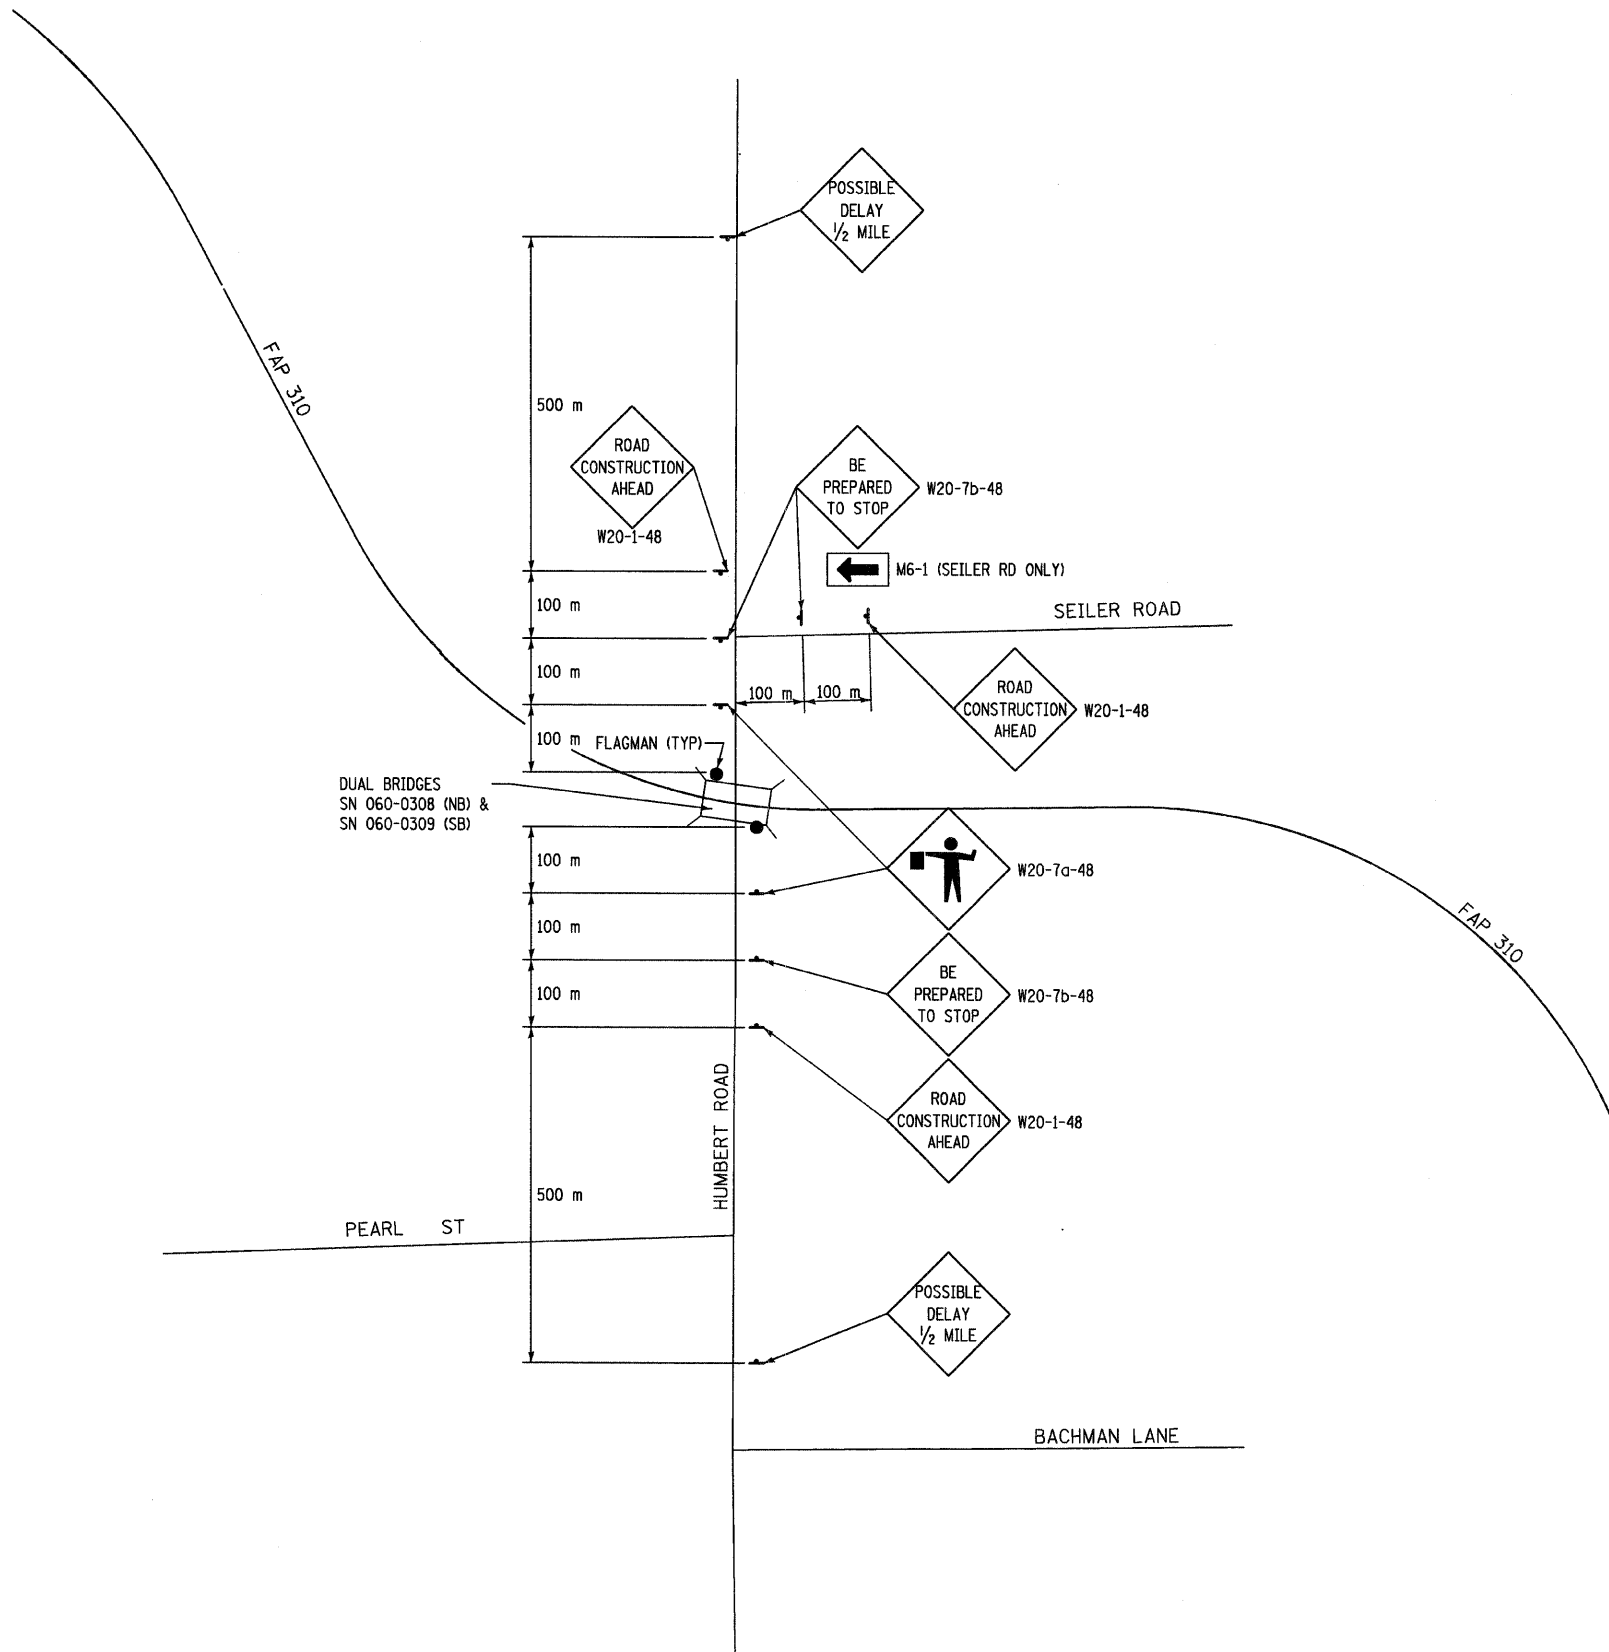 POSSIBLE
DELAY
1/2 MILE
FAP 310
500 m
ROAD
CONSTRUCTION
AHEAD
W20-1-48
BE
PREPARED
TO STOP
W20-7b-48
M6-1 (SEILER RD ONLY)
100 m
SEILER ROAD
100 m
100 m
100 m
ROAD
CONSTRUCTION
AHEAD
W20-1-48
100 m
FLAGMAN (TYP)
DUAL BRIDGES
SN 060-0308 (NB) &
SN 060-0309 (SB)
100 m
W20-7a-48
100 m
FAP 310
BE
PREPARED
TO STOP
W20-7b-48
100 m
ROAD
CONSTRUCTION
AHEAD
W20-1-48
HUMBERT ROAD
500 m
PEARL ST
POSSIBLE
DELAY
1/2 MILE
BACHMAN LANE